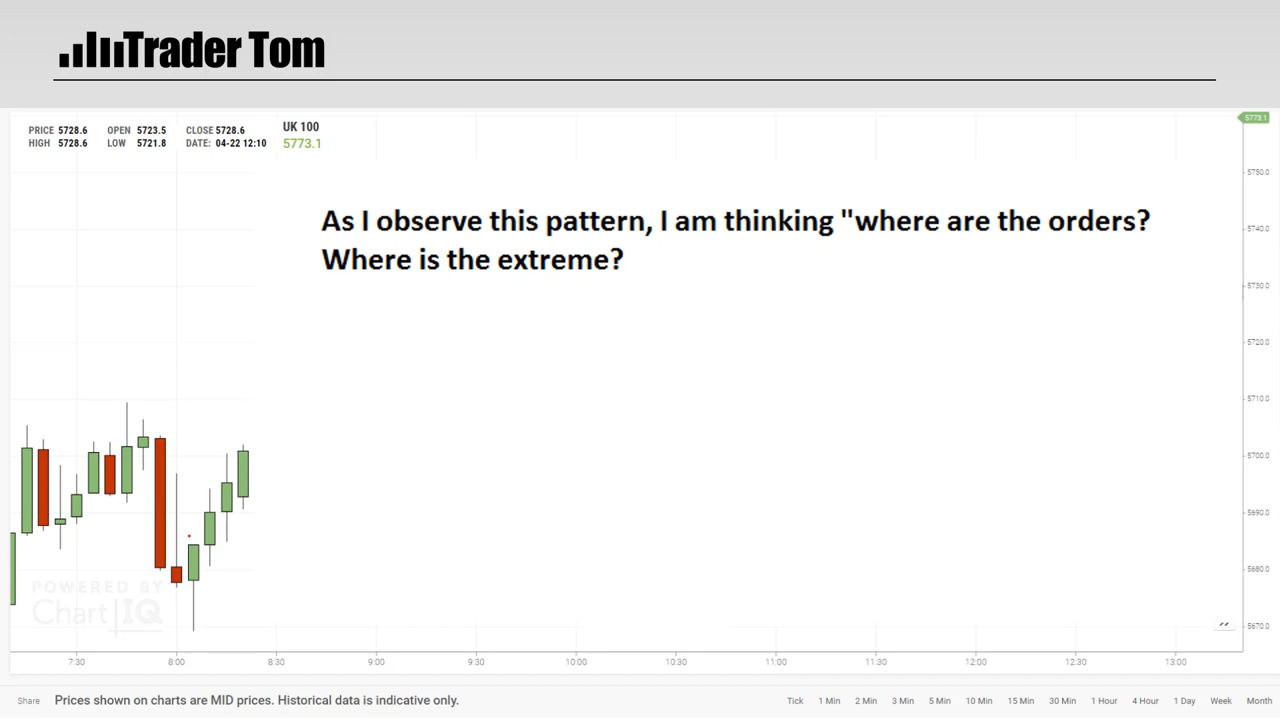 Trader Tom
PRICE 5728.6 OPEN 5723.5 CLOSE 5728.6 UK 100
HIGH 5728.6 LOW 5721.8 DATE: 04-22 12:10 5773.1
5773.1
5750.0
As I observe this pattern, I am thinking "where are the orders?
5740.0
Where is the extreme?
5730.0
5720.0
5710.0
5700.0
5690.0
5680.0
POWERED BY
Chart|IQ
5670.0
7:30 8:00 8:30 9:00 9:30 10:00 10:30 11:00 11:30 12:00 12:30 13:00
Share Prices shown on charts are MID prices. Historical data is indicative only. Tick 1 Min 2 Min 3 Min 5 Min 10 Min 15 Min 30 Min 1 Hour 4 Hour 1 Day Week Month